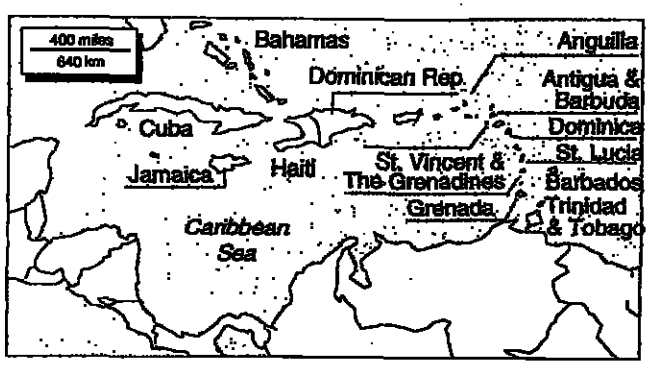 400 miles
640 km
Bahamas
Anguilla
Dominican Rep.
Antigua &
Barbuda
Cuba
Dominica
Haiti
St. Vincent &
The Grenadines
St. Lucia
Jamaica
Barbados
Grenada
Trinidad
& Tobago
Caribbean
Sea